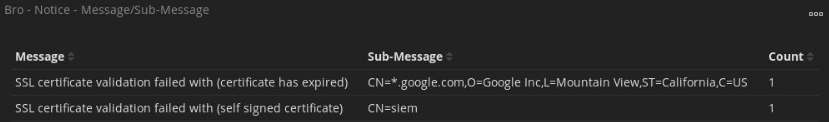 Bro - Notice - Message/Sub-Message
Message Sub-Message Count
SSL certificate validation failed with (certificate has expired) CN=*.google.com,O=Google Inc,L=Mountain View,ST=California,C=US 1
SSL certificate validation failed with (self signed certificate) CN=siem 1